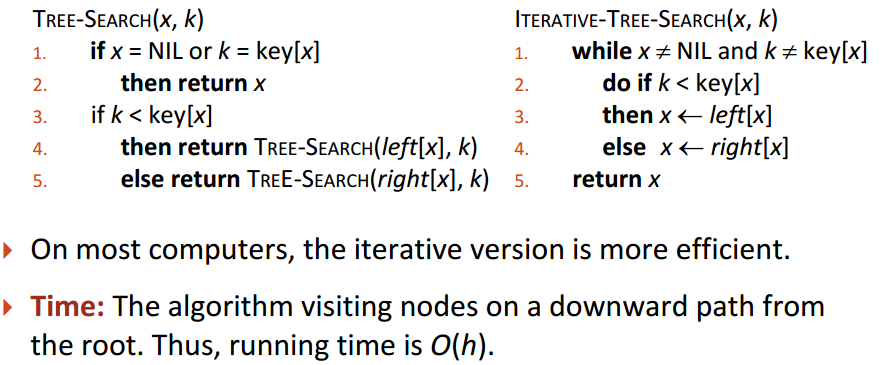 TREE-SEARCH(x, k)
1. if x = NIL or k = key[x]
2. then return x
3. if k < key[x]
4. then return TREE-SEARCH(left[x], k)
5. else return TREE-SEARCH(right[x], k)
ITERATIVE-TREE-SEARCH(x, k)
1. while x ≠ NIL and k ≠ key[x]
2. do if k < key[x]
3. then x ← left[x]
4. else x ← right[x]
5. return x
On most computers, the iterative version is more efficient.
Time: The algorithm visiting nodes on a downward path from
the root. Thus, running time is O(h).